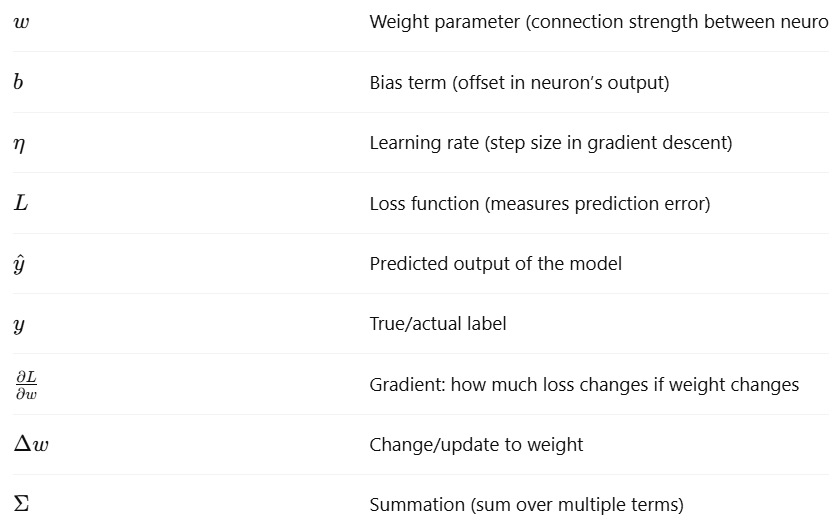 w Weight parameter (connection strength between neuro
b Bias term (offset in neuron's output)
η Learning rate (step size in gradient descent)
L Loss function (measures prediction error)
ŷ Predicted output of the model
y True/actual label
∂L/∂w Gradient: how much loss changes if weight changes
Δw Change/update to weight
Σ Summation (sum over multiple terms)